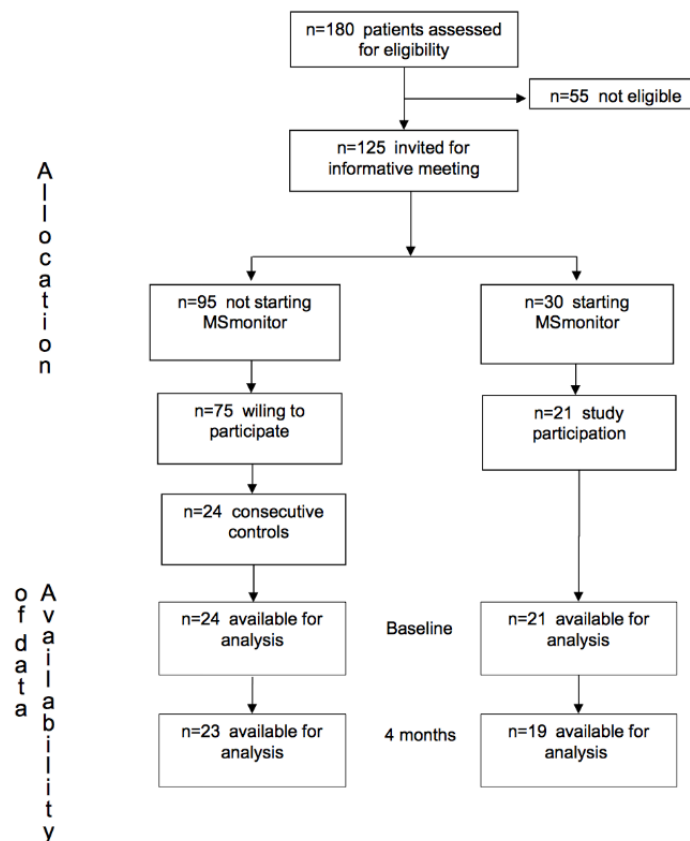 n=180 patients assessed
for eligibility
n=55 not eligible
n=125 invited for
informative meeting
Allocation
n=95 not starting
MSmonitor
n=30 starting
MSmonitor
n=75 wiling to
participate
n=21 study
participation
n=24 consecutive
controls
Availability
of data
n=24 available for
analysis
Baseline
n=21 available for
analysis
n=23 available for
analysis
4 months
n=19 available for
analysis